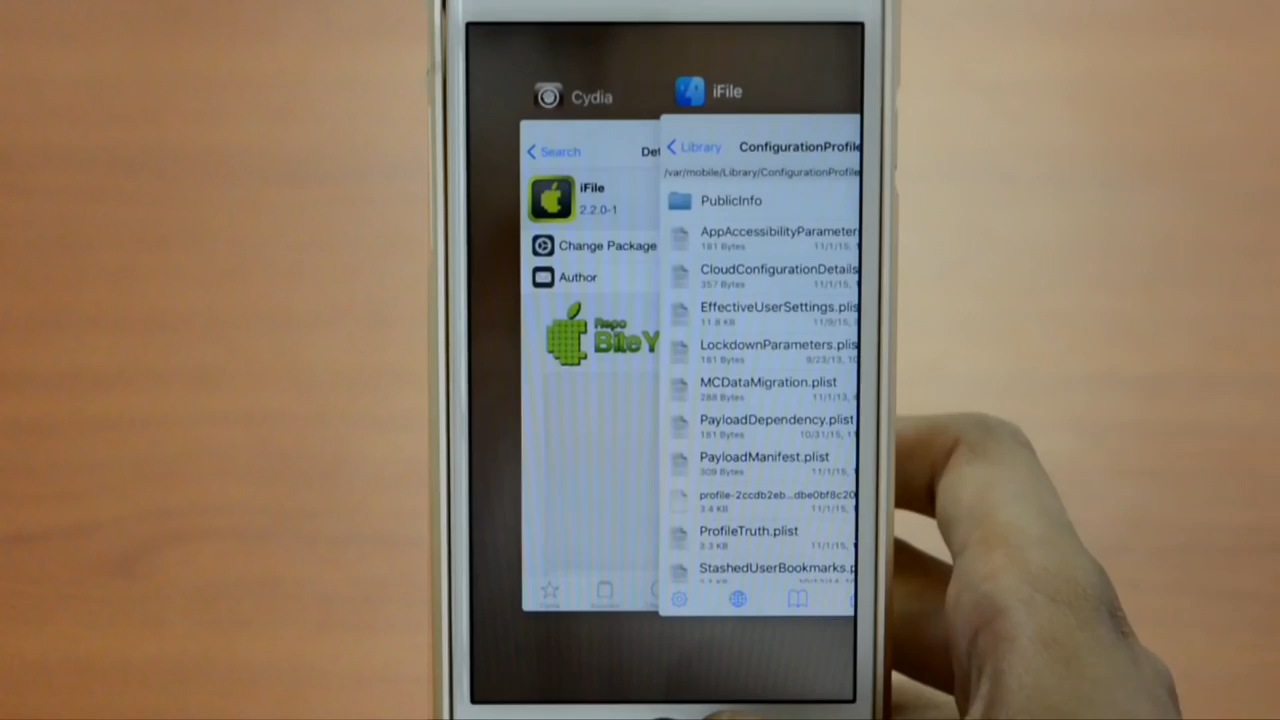 Cydia
Search
Det
iFile
2.2.0-1
Change Package
Author
Repo
BiteY
iFile
Library
ConfigurationProfile
/var/mobile/Library/ConfigurationProfile
PublicInfo
AppAccessibilityParameter
181 Bytes 11/1/15,
CloudConfigurationDetails
357 Bytes 11/1/15,
EffectiveUserSettings.plis
11.8 KB 11/9/15,
LockdownParameters.plis
181 Bytes 9/23/13, 10
MCDataMigration.plist
288 Bytes 11/1/13,
PayloadDependency.plist
181 Bytes 10/31/15, 11
PayloadManifest.plist
309 Bytes 11/1/15,
profile-2ccdb2eb...dbe0bf8c20
3.4 KB 11/1/15,
ProfileTruth.plist
3.3 KB 11/1/15,
StashedUserBookmarks.p